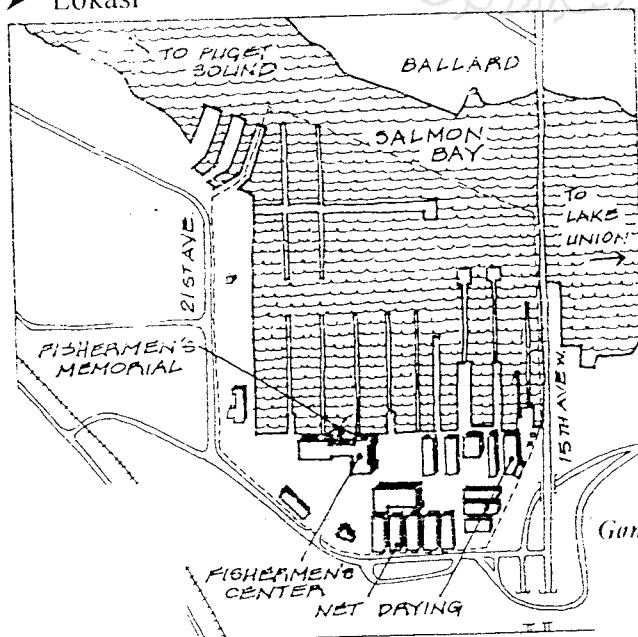 Lokasi
TO PUGET
SOUND
BALLARD
SALMON
BAY
TO
LAKE
UNION
21ST AVE.
FISHERMEN'S
MEMORIAL
15TH AVE W.
FISHERMEN'S
CENTER
NET DRYING